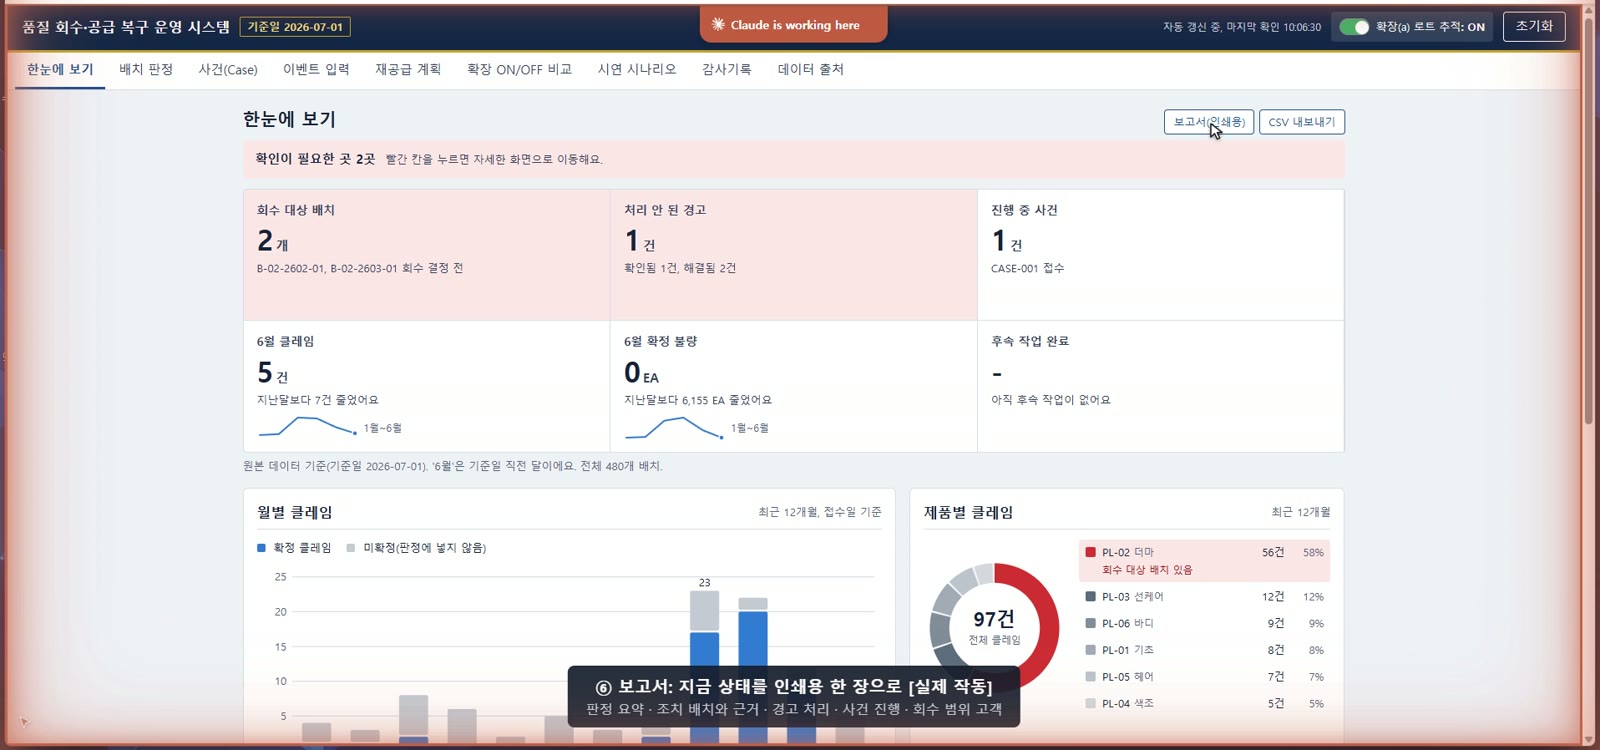 품질 회수·공급 복구 운영 시스템
기준일 2026-07-01
Claude is working here
자동 갱신 중, 마지막 확인 10:06:30
확장(a) 로트 추적: ON
초기화
한눈에 보기
배치 판정
사건(Case)
이벤트 입력
재공급 계획
확장 ON/OFF 비교
시연 시나리오
감사기록
데이터 출처
한눈에 보기
보고서(인쇄용)
CSV 내보내기
확인이 필요한 곳 2곳 빨간 칸을 누르면 자세한 화면으로 이동해요.
회수 대상 배치
2 개
B-02-2602-01, B-02-2603-01 회수 결정 전
처리 안 된 경고
1 건
확인됨 1건, 해결됨 2건
진행 중 사건
1 건
CASE-001 접수
6월 클레임
5 건
지난달보다 7건 줄었어요
1월~6월
6월 확정 불량
0 EA
지난달보다 6,155 EA 줄었어요
1월~6월
후속 작업 완료
-
아직 후속 작업이 없어요
원본 데이터 기준(기준일 2026-07-01). '6월'은 기준일 직전 달이에요. 전체 480개 배치.
월별 클레임
최근 12개월, 접수일 기준
확정 클레임
미확정(판정에 넣지 않음)
25
20
15
10
5
23
제품별 클레임
최근 12개월
97건
전체 클레임
PL-02 더마 56건 58%
회수 대상 배치 있음
PL-03 선케어 12건 12%
PL-06 바디 9건 9%
PL-01 기초 8건 8%
PL-05 헤어 7건 7%
PL-04 색조 5건 5%
⑥ 보고서: 지금 상태를 인쇄용 한 장으로 [실제 작동]
판정 요약 · 조치 배치와 근거 · 경고 처리 · 사건 진행 · 회수 범위 고객